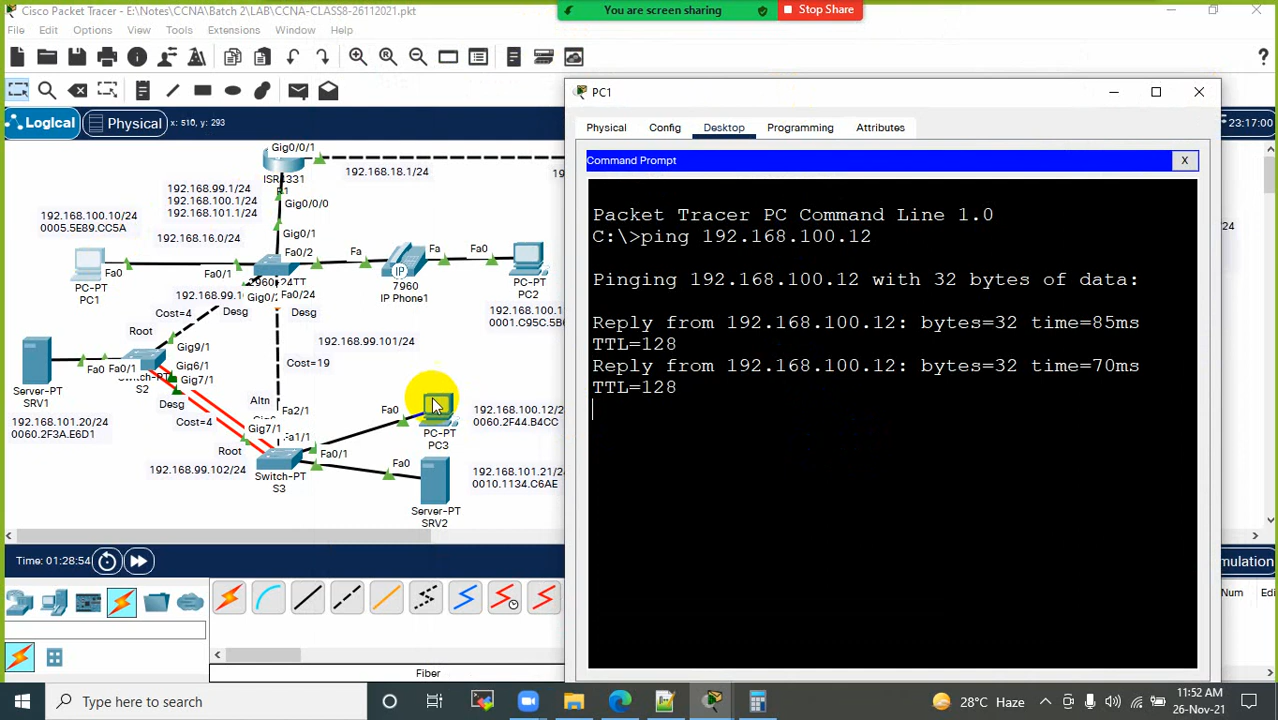 Cisco Packet Tracer - E:\Notes\CCNA\Batch 2\LAB\CCNA-CLASS8-26112021.pkt
You are screen sharing
Stop Share
File Edit Options View Tools Extensions Window Help
Logical
Physical
x: 510, y: 293
23:17:00
Gig0/0/1
192.168.18.1/24
192.168.99.1/24
192.168.100.1/24
192.168.101.1/24
Gig0/0/0
192.168.100.10/24
0005.5E89.CC5A
192.168.16.0/24
Gig0/1
Fa0/2
Fa
Fa
Fa0
Fa0
Fa0/1
PC-PT
PC1
7960
IP Phone1
IP
PC-PT
PC2
Fa0/24
Desg
Desg
192.168.100.1
0001.C95C.5B
Cost=4
Root
Gig9/1
Gig6/1
Gig7/1
192.168.99.101/24
Cost=19
Server-PT
SRV1
Fa0
Fa0/1
S2
Desg
Cost=4
Altn
Fa2/1
Gig7/1
Fa1/1
Fa0/1
Root
192.168.101.20/24
0060.2F3A.E6D1
192.168.99.102/24
Switch-PT
S3
Fa0
PC-PT
PC3
192.168.100.12/2
0060.2F44.B4CC
Fa0
Server-PT
SRV2
192.168.101.21/24
0010.1134.C6AE
Time: 01:28:54
Fiber
PC1
Physical Config Desktop Programming Attributes
Command Prompt
X
Packet Tracer PC Command Line 1.0
C:\>ping 192.168.100.12
Pinging 192.168.100.12 with 32 bytes of data:
Reply from 192.168.100.12: bytes=32 time=85ms
TTL=128
Reply from 192.168.100.12: bytes=32 time=70ms
TTL=128
Num
Type here to search
28°C Haze
11:52 AM
26-Nov-21